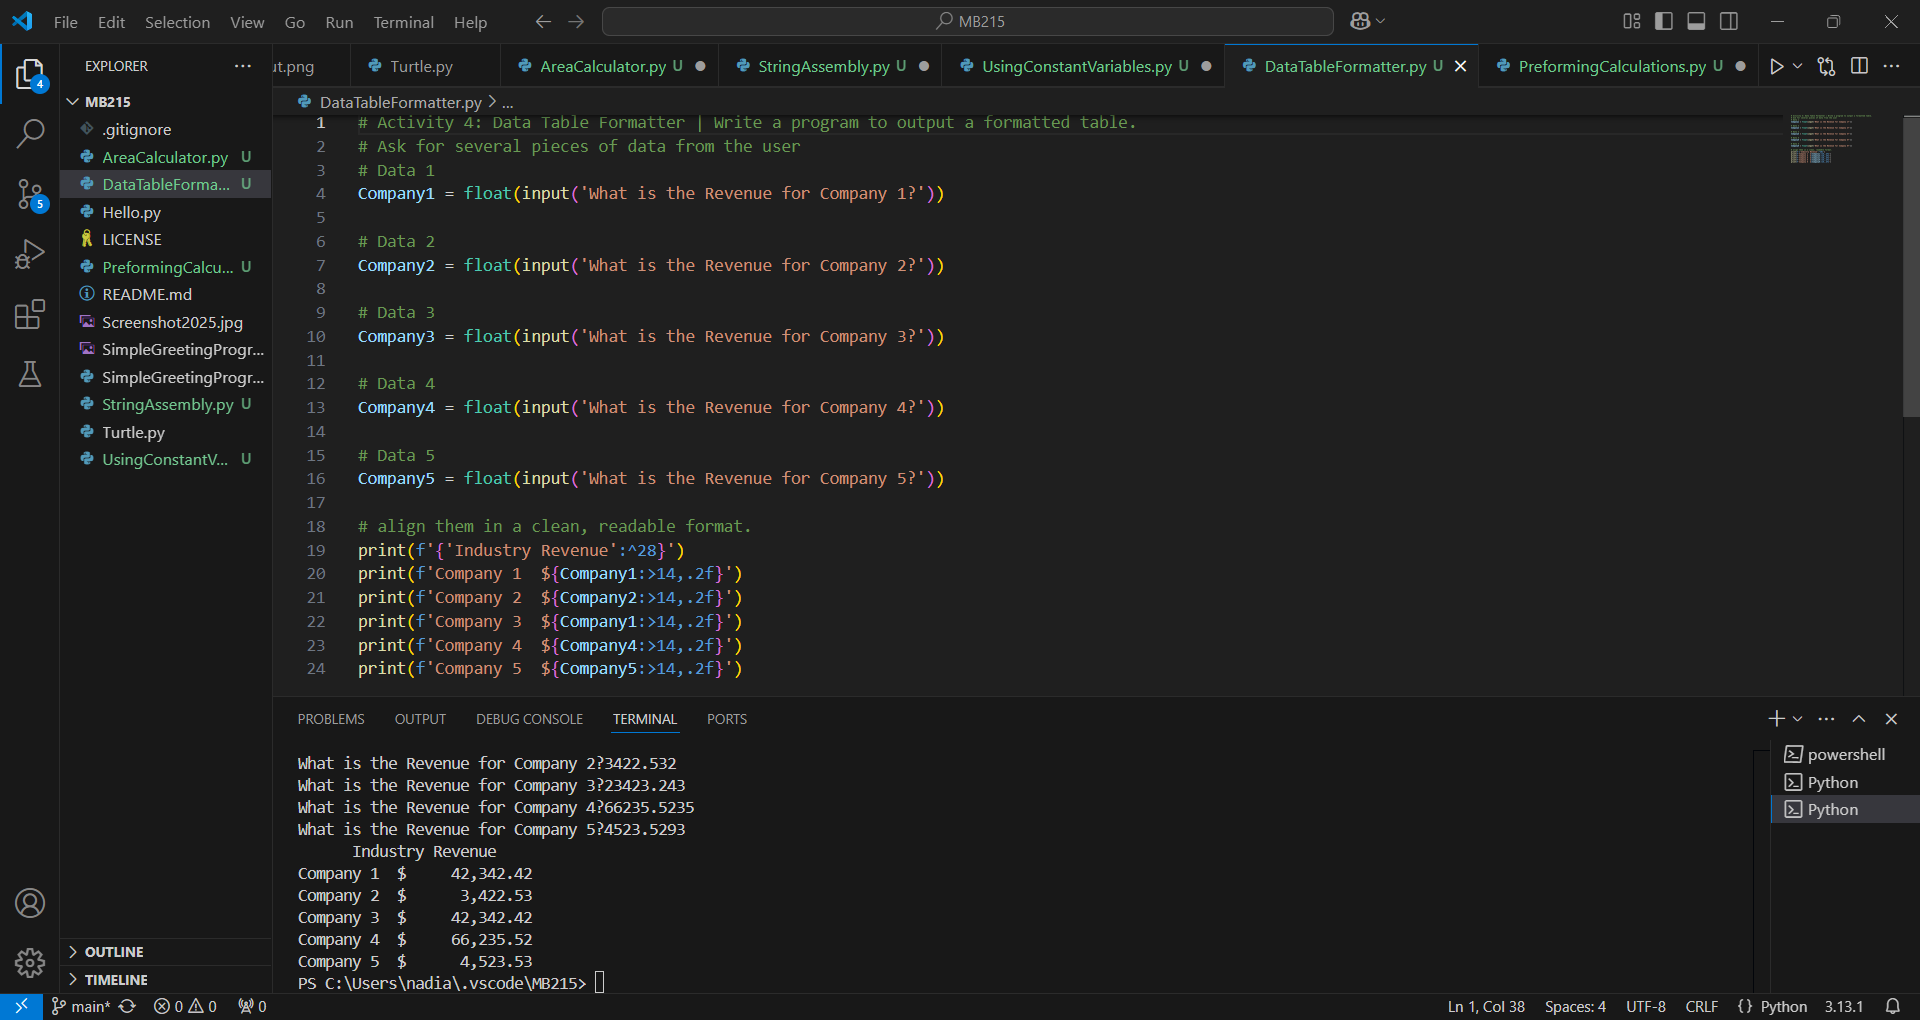 File Edit Selection View Go Run Terminal Help
MB215
EXPLORER
ut.png
Turtle.py
AreaCalculator.py U
StringAssembly.py U
UsingConstantVariables.py U
DataTableFormatter.py U
PreformingCalculations.py U
MB215
.gitignore
AreaCalculator.py U
DataTableForma... U
Hello.py
LICENSE
PreformingCalcu... U
README.md
Screenshot2025.jpg
SimpleGreetingProgr...
SimpleGreetingProgr...
StringAssembly.py U
Turtle.py
UsingConstantV... U
OUTLINE
TIMELINE
4
5
DataTableFormatter.py > ...
1 # Activity 4: Data Table Formatter | Write a program to output a formatted table.
2 # Ask for several pieces of data from the user
3 # Data 1
4 Company1 = float(input('What is the Revenue for Company 1?'))
5
6 # Data 2
7 Company2 = float(input('What is the Revenue for Company 2?'))
8
9 # Data 3
10 Company3 = float(input('What is the Revenue for Company 3?'))
11
12 # Data 4
13 Company4 = float(input('What is the Revenue for Company 4?'))
14
15 # Data 5
16 Company5 = float(input('What is the Revenue for Company 5?'))
17
18 # align them in a clean, readable format.
19 print(f'{'Industry Revenue':^28}')
20 print(f'Company 1  ${Company1:>14,.2f}')
21 print(f'Company 2  ${Company2:>14,.2f}')
22 print(f'Company 3  ${Company1:>14,.2f}')
23 print(f'Company 4  ${Company4:>14,.2f}')
24 print(f'Company 5  ${Company5:>14,.2f}')
PROBLEMS OUTPUT DEBUG CONSOLE TERMINAL PORTS
What is the Revenue for Company 2?3422.532
What is the Revenue for Company 3?23423.243
What is the Revenue for Company 4?66235.5235
What is the Revenue for Company 5?4523.5293
Industry Revenue
Company 1  $     42,342.42
Company 2  $      3,422.53
Company 3  $     42,342.42
Company 4  $     66,235.52
Company 5  $      4,523.53
PS C:\Users\nadia\.vscode\MB215>
powershell
Python
Python
main* 0 0 0
Ln 1, Col 38 Spaces: 4 UTF-8 CRLF {} Python 3.13.1